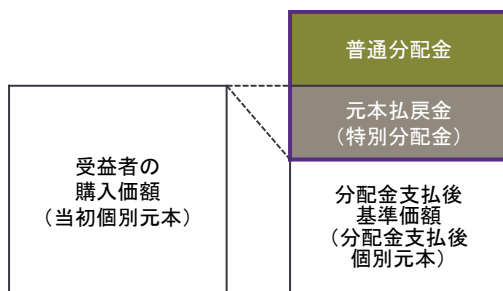 普通分配金
元本払戻金
（特別分配金）
受益者の
購入価額
（当初個別元本）
分配金支払後
基準価額
（分配金支払後
個別元本）